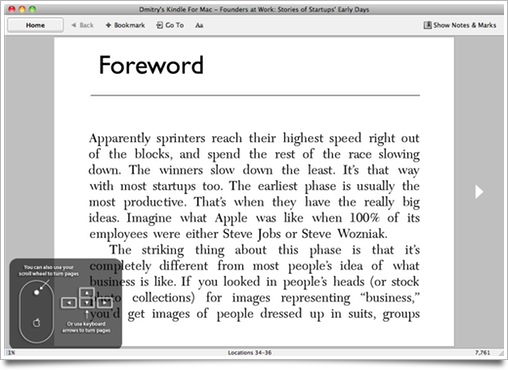 Dmitry's Kindle For Mac – Founders at Work: Stories of Startups' Early Days
Home
Back
Bookmark
Go To
Aa
Show Notes & Marks
Foreword
Apparently sprinters reach their highest speed right out
of the blocks, and spend the rest of the race slowing
down. The winners slow down the least. It's that way
with most startups too. The earliest phase is usually the
most productive. That's when they have the really big
ideas. Imagine what Apple was like when 100% of its
employees were either Steve Jobs or Steve Wozniak.
The striking thing about this phase is that it's
completely different from most people's idea of what
business is like. If you looked in people's heads (or stock
photo collections) for images representing “business,”
you'd get images of people dressed up in suits, groups
You can also use your
scroll wheel to turn pages
Or use keyboard
arrows to turn pages
1%
Locations 34-36
7,761